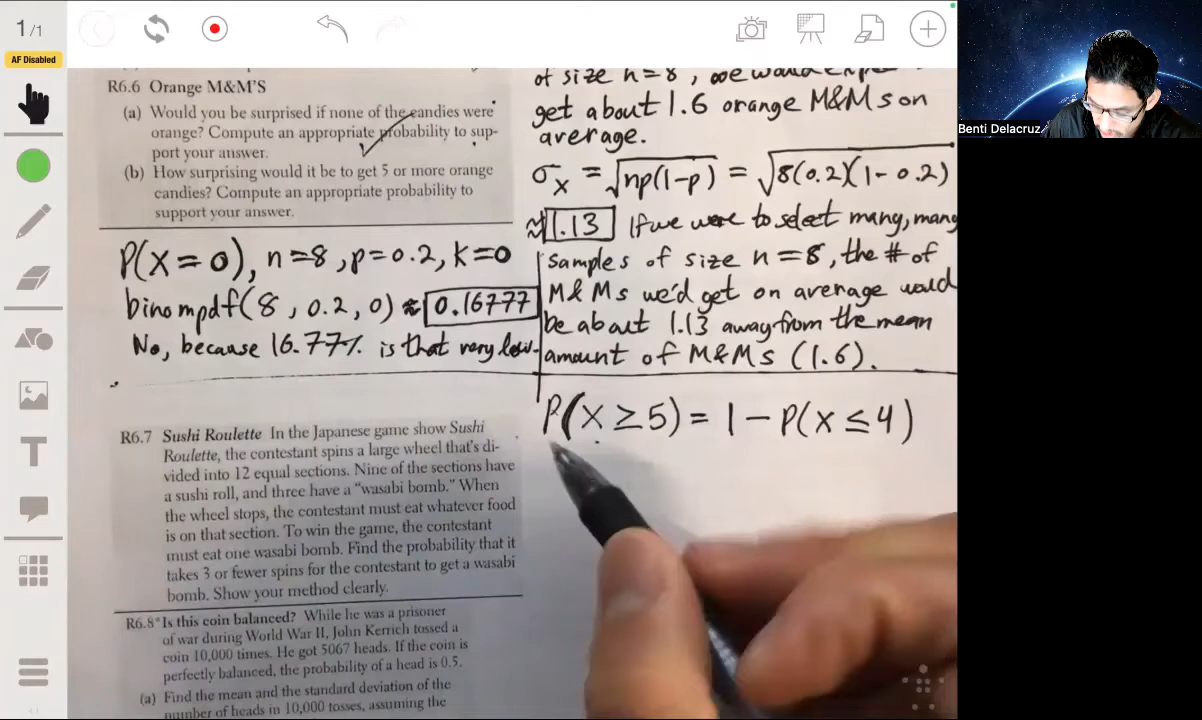 1/1
AF Disabled
R6.6 Orange M&M'S
(a) Would you be surprised if none of the candies were
orange? Compute an appropriate probability to sup-
port your answer.
(b) How surprising would it be to get 5 or more orange
candies? Compute an appropriate probability to
support your answer.
P(X=0), n=8, p=0.2, k=0
binompdf(8, 0.2, 0) ≈ 0.16777
No, because 16.77% is that very low.
of size n=8, we would
get about 1.6 orange M&Ms on
average.
σx = √np(1-p) = √8(0.2)(1-0.2)
≈ 1.13 If we were to select many, many
samples of size n=8, the # of
M&Ms we'd get on average would
be about 1.13 away from the mean
amount of M&Ms (1.6).
P(X ≥ 5) = 1 - P(X ≤ 4)
R6.7 Sushi Roulette In the Japanese game show Sushi
Roulette, the contestant spins a large wheel that's di-
vided into 12 equal sections. Nine of the sections have
a sushi roll, and three have a "wasabi bomb." When
the wheel stops, the contestant must eat whatever food
is on that section. To win the game, the contestant
must eat one wasabi bomb. Find the probability that it
takes 3 or fewer spins for the contestant to get a wasabi
bomb. Show your method clearly.
R6.8* Is this coin balanced? While he was a prisoner
of war during World War II, John Kerrich tossed a
coin 10,000 times. He got 5067 heads. If the coin is
perfectly balanced, the probability of a head is 0.5.
(a) Find the mean and the standard deviation of the
number of heads in 10,000 tosses, assuming the
T
Benti Delacruz